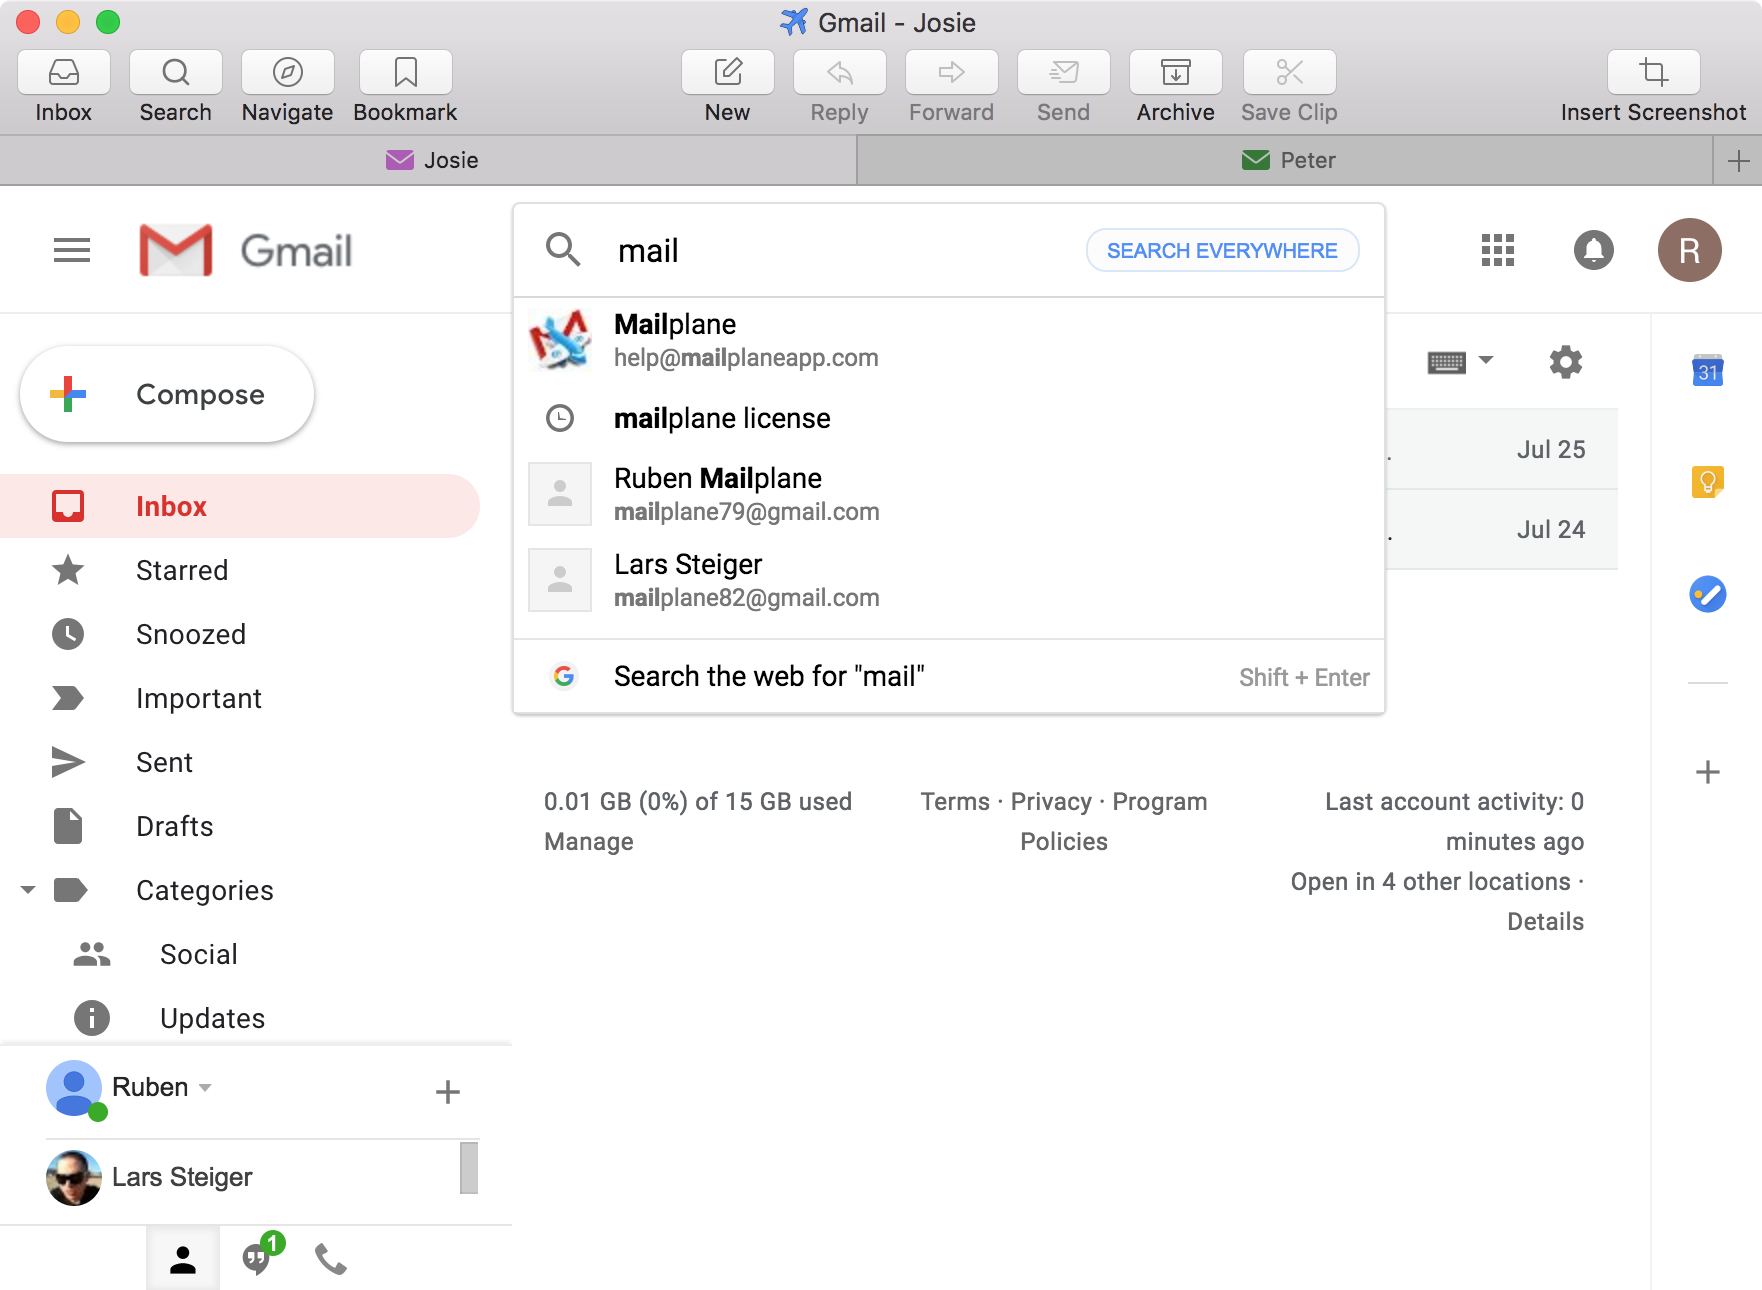 Gmail - Josie
Inbox
Search
Navigate
Bookmark
New
Reply
Forward
Send
Archive
Save Clip
Insert Screenshot
Josie
Peter
Gmail
mail
SEARCH EVERYWHERE
R
Mailplane
help@mailplaneapp.com
mailplane license
Ruben Mailplane
mailplane79@gmail.com
Lars Steiger
mailplane82@gmail.com
Search the web for "mail"
Shift + Enter
Compose
Inbox
Starred
Snoozed
Important
Sent
Drafts
Categories
Social
Updates
. Jul 25
. Jul 24
31
0.01 GB (0%) of 15 GB used
Manage
Terms · Privacy · Program
Policies
Last account activity: 0
minutes ago
Open in 4 other locations ·
Details
Ruben
Lars Steiger
1